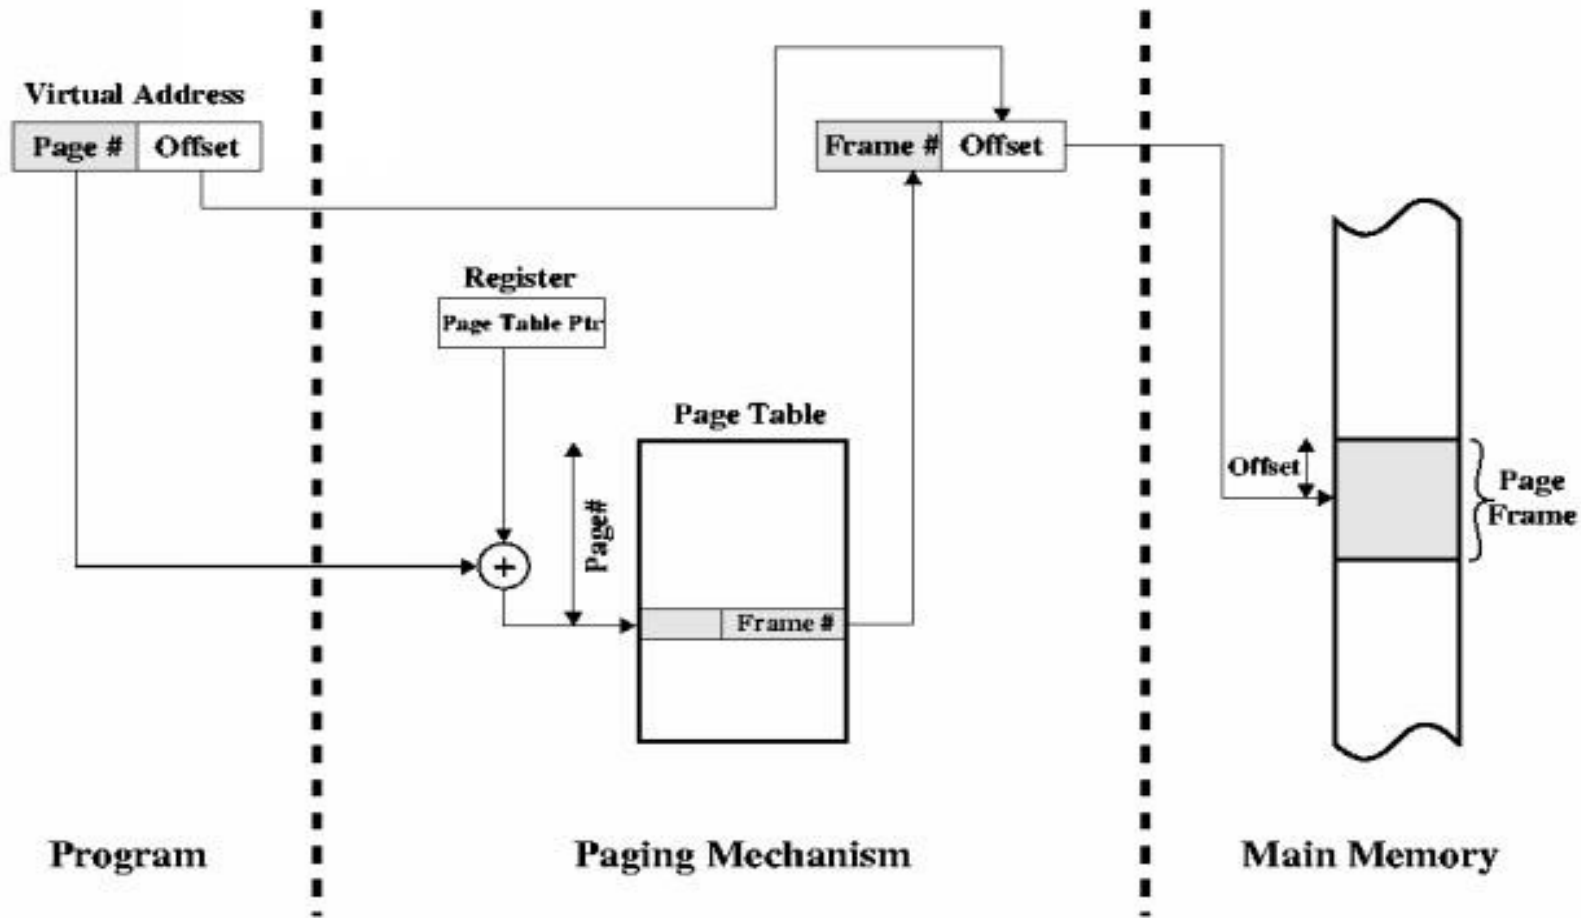 Virtual Address
Page #
Offset
Frame #
Offset
Register
Page Table Ptr
Page Table
Page#
+
Frame #
Offset
Page
Frame
Program
Paging Mechanism
Main Memory